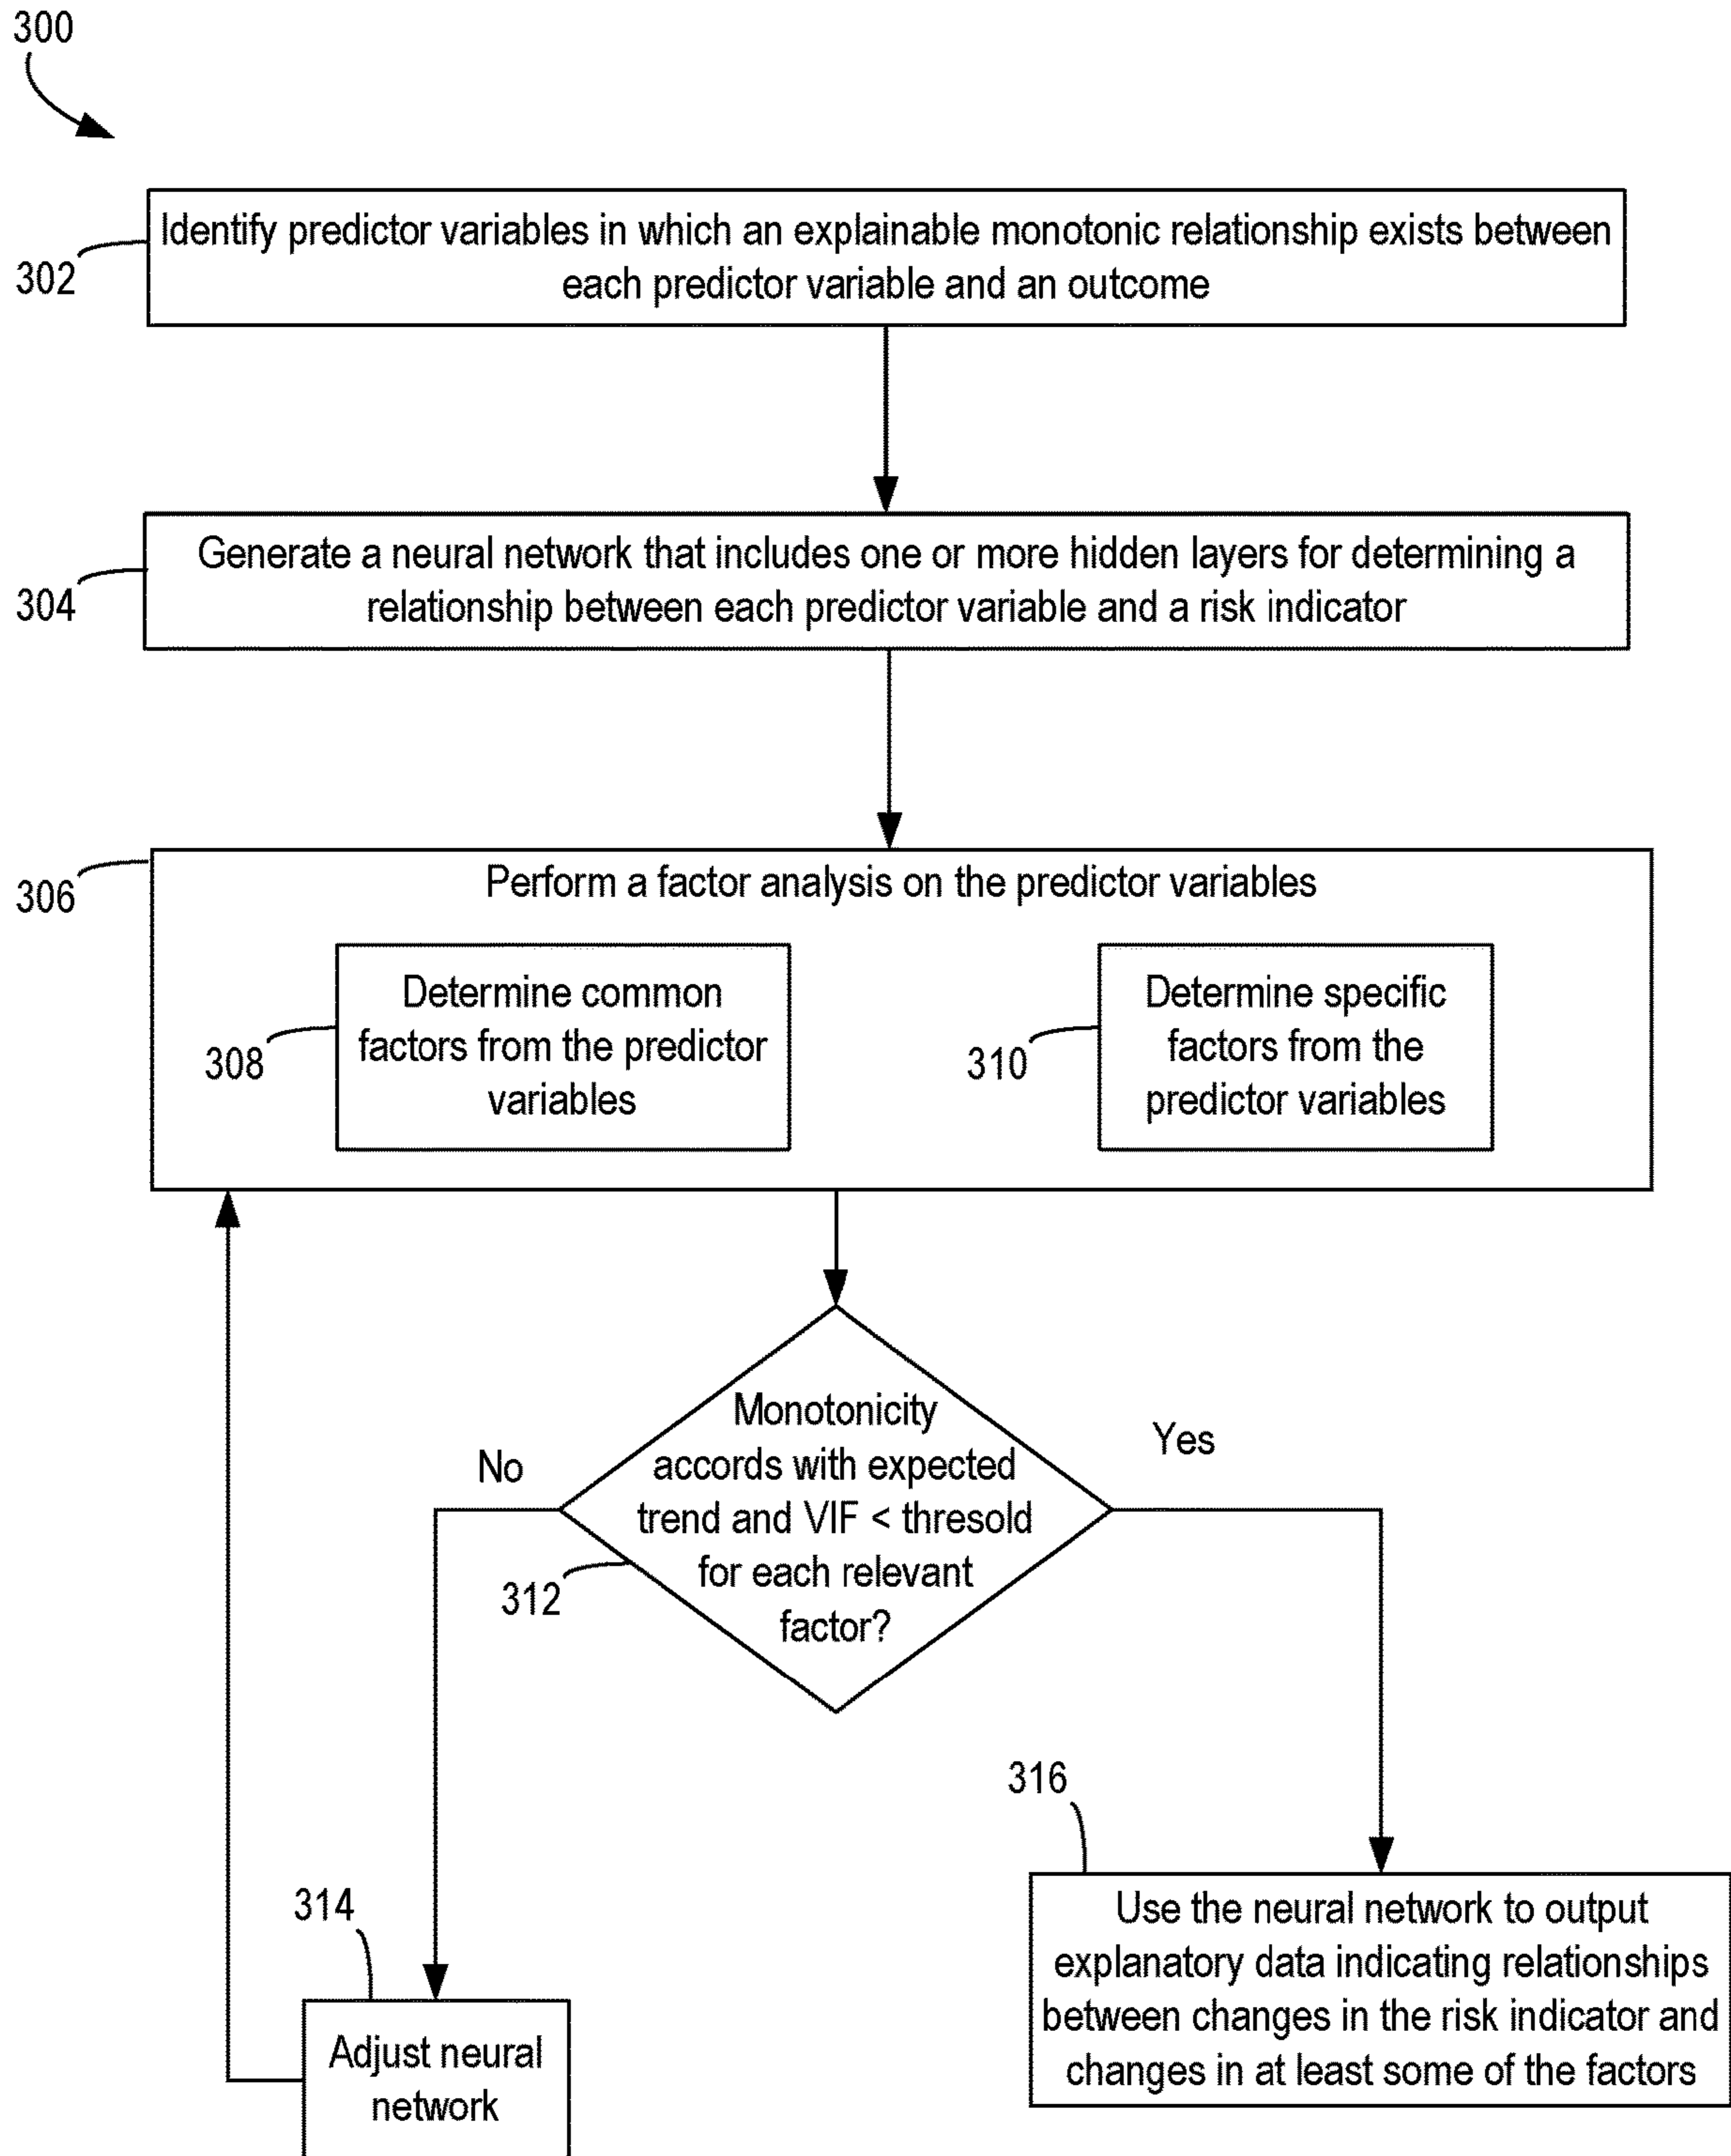 300
Identify predictor variables in which an explainable monotonic relationship exists between
each predictor variable and an outcome
302
Generate a neural network that includes one or more hidden layers for determining a
relationship between each predictor variable and a risk indicator
304
Perform a factor analysis on the predictor variables
306
Determine common
factors from the predictor
variables
308
Determine specific
factors from the
predictor variables
310
Monotonicity
accords with expected
trend and VIF < thresold
for each relevant
factor?
312
No
Yes
314
Adjust neural
network
316
Use the neural network to output
explanatory data indicating relationships
between changes in the risk indicator and
changes in at least some of the factors